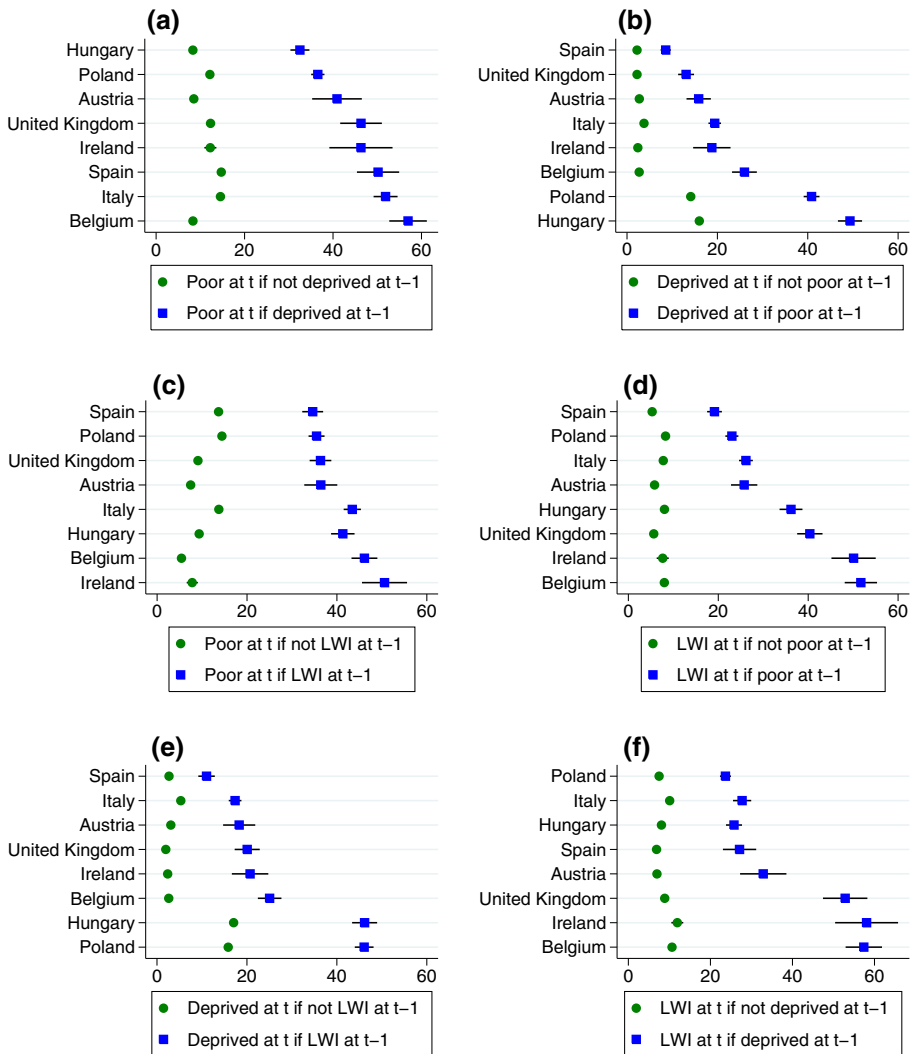 (a)
Hungary
Poland
Austria
United Kingdom
Ireland
Spain
Italy
Belgium
0 20 40 60
Poor at t if not deprived at t−1
Poor at t if deprived at t−1
(b)
Spain
United Kingdom
Austria
Italy
Ireland
Belgium
Poland
Hungary
0 20 40 60
Deprived at t if not poor at t−1
Deprived at t if poor at t−1
(c)
Spain
Poland
United Kingdom
Austria
Italy
Hungary
Belgium
Ireland
0 20 40 60
Poor at t if not LWI at t−1
Poor at t if LWI at t−1
(d)
Spain
Poland
Italy
Austria
Hungary
United Kingdom
Ireland
Belgium
0 20 40 60
LWI at t if not poor at t−1
LWI at t if poor at t−1
(e)
Spain
Italy
Austria
United Kingdom
Ireland
Belgium
Hungary
Poland
0 20 40 60
Deprived at t if not LWI at t−1
Deprived at t if LWI at t−1
(f)
Poland
Italy
Hungary
Spain
Austria
United Kingdom
Ireland
Belgium
0 20 40 60
LWI at t if not deprived at t−1
LWI at t if deprived at t−1